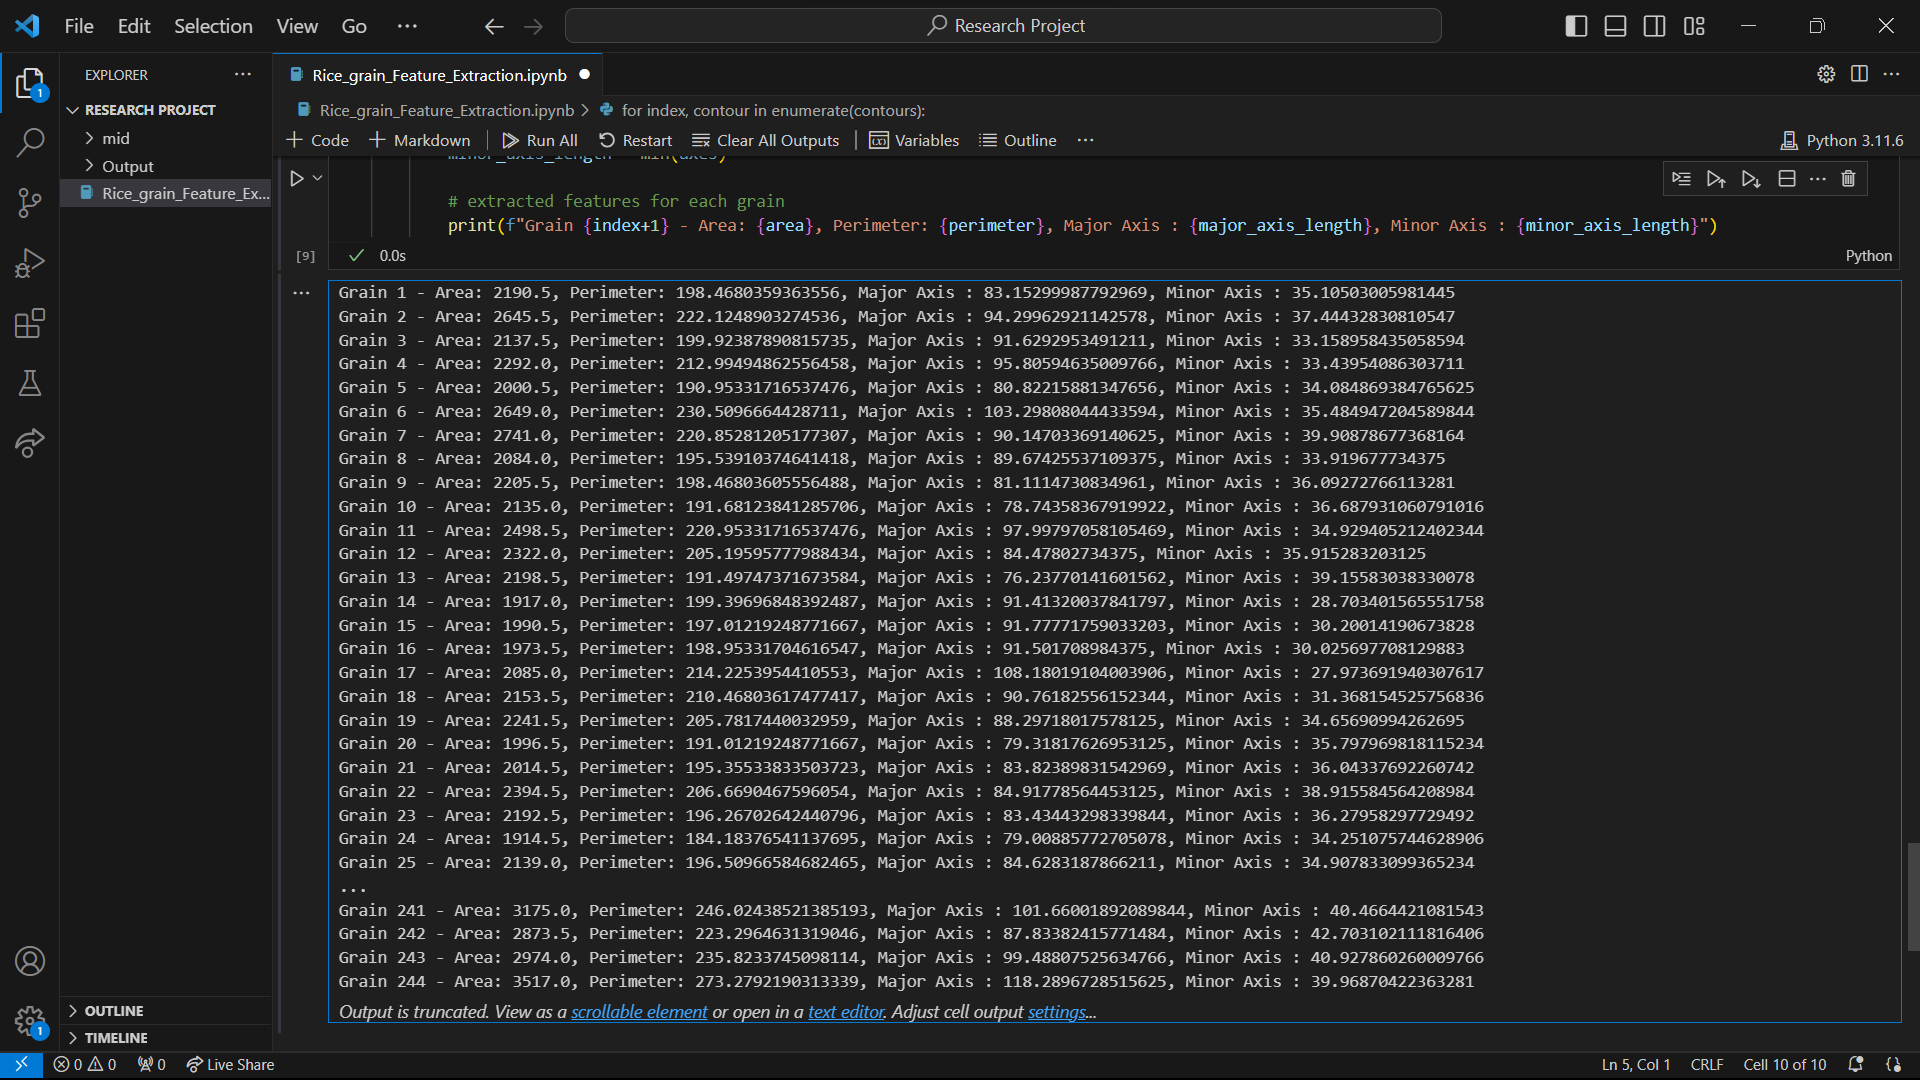 File Edit Selection View Go ··· Research Project
EXPLORER ···
RESEARCH PROJECT
mid
Output
Rice_grain_Feature_Ex...
OUTLINE
TIMELINE
Rice_grain_Feature_Extraction.ipynb
Rice_grain_Feature_Extraction.ipynb > for index, contour in enumerate(contours):
+ Code + Markdown Run All Restart Clear All Outputs Variables Outline ··· Python 3.11.6
minor_axis_length = min(axes)
# extracted features for each grain
print(f"Grain {index+1} - Area: {area}, Perimeter: {perimeter}, Major Axis : {major_axis_length}, Minor Axis : {minor_axis_length}")
[9] 0.0s Python
Grain 1 - Area: 2190.5, Perimeter: 198.4680359363556, Major Axis : 83.15299987792969, Minor Axis : 35.10503005981445
Grain 2 - Area: 2645.5, Perimeter: 222.1248903274536, Major Axis : 94.29962921142578, Minor Axis : 37.44432830810547
Grain 3 - Area: 2137.5, Perimeter: 199.92387890815735, Major Axis : 91.6292953491211, Minor Axis : 33.158958435058594
Grain 4 - Area: 2292.0, Perimeter: 212.99494862556458, Major Axis : 95.80594635009766, Minor Axis : 33.43954086303711
Grain 5 - Area: 2000.5, Perimeter: 190.95331716537476, Major Axis : 80.82215881347656, Minor Axis : 34.084869384765625
Grain 6 - Area: 2649.0, Perimeter: 230.5096664428711, Major Axis : 103.29808044433594, Minor Axis : 35.484947204589844
Grain 7 - Area: 2741.0, Perimeter: 220.85281205177307, Major Axis : 90.14703369140625, Minor Axis : 39.90878677368164
Grain 8 - Area: 2084.0, Perimeter: 195.53910374641418, Major Axis : 89.67425537109375, Minor Axis : 33.919677734375
Grain 9 - Area: 2205.5, Perimeter: 198.46803605556488, Major Axis : 81.1114730834961, Minor Axis : 36.09272766113281
Grain 10 - Area: 2135.0, Perimeter: 191.68123841285706, Major Axis : 78.74358367919922, Minor Axis : 36.687931060791016
Grain 11 - Area: 2498.5, Perimeter: 220.95331716537476, Major Axis : 97.99797058105469, Minor Axis : 34.929405212402344
Grain 12 - Area: 2322.0, Perimeter: 205.19595777988434, Major Axis : 84.47802734375, Minor Axis : 35.915283203125
Grain 13 - Area: 2198.5, Perimeter: 191.49747371673584, Major Axis : 76.23770141601562, Minor Axis : 39.15583038330078
Grain 14 - Area: 1917.0, Perimeter: 199.39696848392487, Major Axis : 91.41320037841797, Minor Axis : 28.703401565551758
Grain 15 - Area: 1990.5, Perimeter: 197.01219248771667, Major Axis : 91.77771759033203, Minor Axis : 30.20014190673828
Grain 16 - Area: 1973.5, Perimeter: 198.95331704616547, Major Axis : 91.501708984375, Minor Axis : 30.025697708129883
Grain 17 - Area: 2085.0, Perimeter: 214.2253954410553, Major Axis : 108.18019104003906, Minor Axis : 27.973691940307617
Grain 18 - Area: 2153.5, Perimeter: 210.46803617477417, Major Axis : 90.76182556152344, Minor Axis : 31.368154525756836
Grain 19 - Area: 2241.5, Perimeter: 205.7817440032959, Major Axis : 88.29718017578125, Minor Axis : 34.65690994262695
Grain 20 - Area: 1996.5, Perimeter: 191.01219248771667, Major Axis : 79.31817626953125, Minor Axis : 35.797969818115234
Grain 21 - Area: 2014.5, Perimeter: 195.35533833503723, Major Axis : 83.82389831542969, Minor Axis : 36.04337692260742
Grain 22 - Area: 2394.5, Perimeter: 206.6690467596054, Major Axis : 84.91778564453125, Minor Axis : 38.915584564208984
Grain 23 - Area: 2192.5, Perimeter: 196.26702642440796, Major Axis : 83.43443298339844, Minor Axis : 36.27958297729492
Grain 24 - Area: 1914.5, Perimeter: 184.18376541137695, Major Axis : 79.00885772705078, Minor Axis : 34.251075744628906
Grain 25 - Area: 2139.0, Perimeter: 196.50966584682465, Major Axis : 84.6283187866211, Minor Axis : 34.907833099365234
...
Grain 241 - Area: 3175.0, Perimeter: 246.02438521385193, Major Axis : 101.66001892089844, Minor Axis : 40.4664421081543
Grain 242 - Area: 2873.5, Perimeter: 223.2964631319046, Major Axis : 87.83382415771484, Minor Axis : 42.703102111816406
Grain 243 - Area: 2974.0, Perimeter: 235.8233745098114, Major Axis : 99.48807525634766, Minor Axis : 40.927860260009766
Grain 244 - Area: 3517.0, Perimeter: 273.2792190313339, Major Axis : 118.2896728515625, Minor Axis : 39.96870422363281
Output is truncated. View as a scrollable element or open in a text editor. Adjust cell output settings...
0 0 0 Live Share Ln 5, Col 1 CRLF Cell 10 of 10